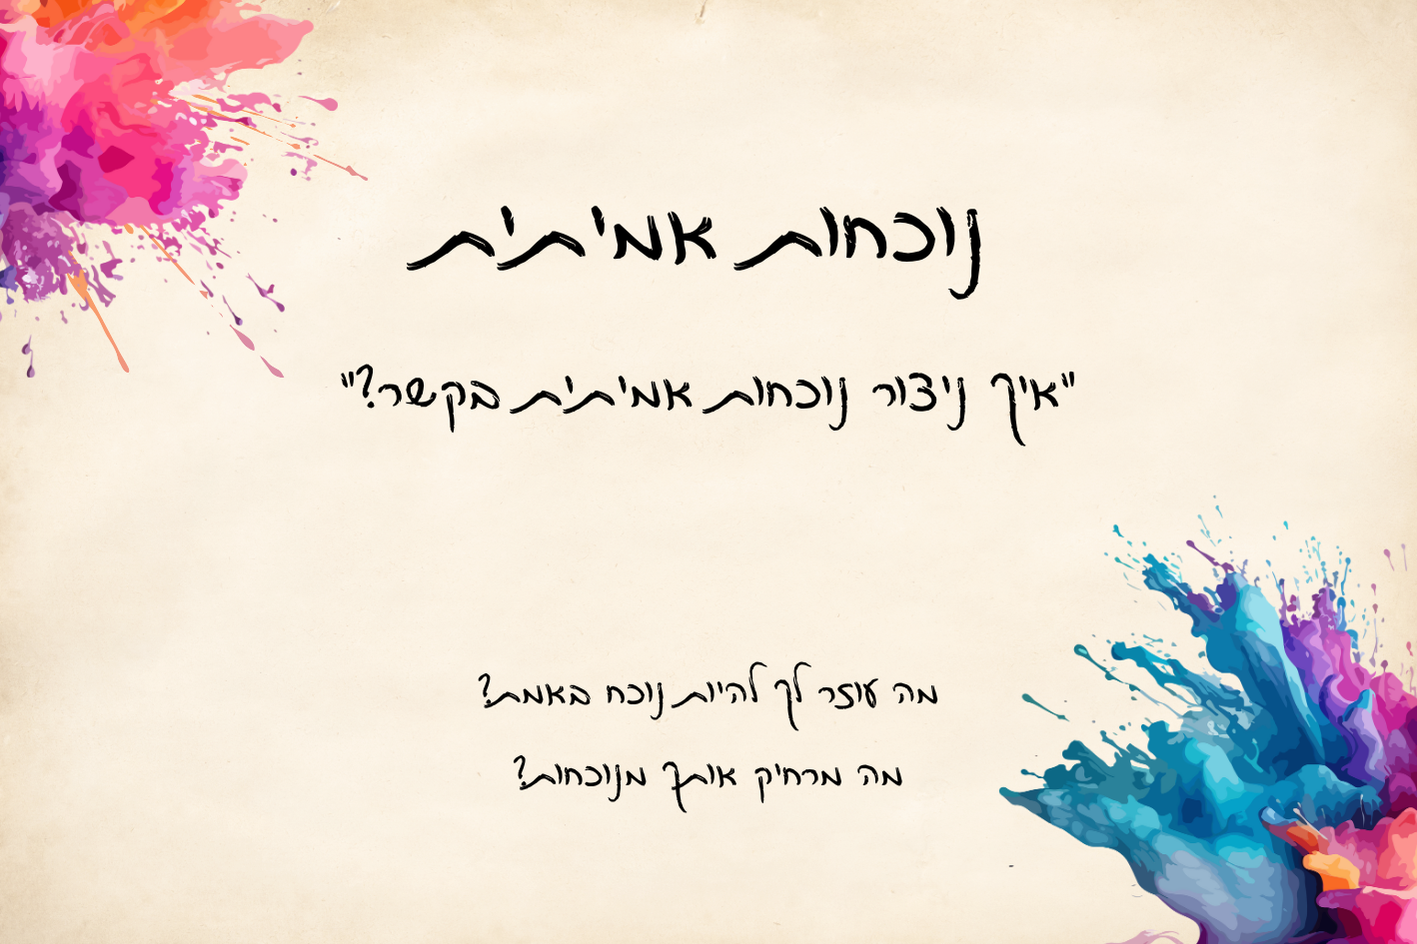 נוכחות אמיתית
"איך ניצור נוכחות אמיתית בקשר?"
מה עוזר לך להיות נוכח באמת?
מה מרחיק אותך מנוכחות?